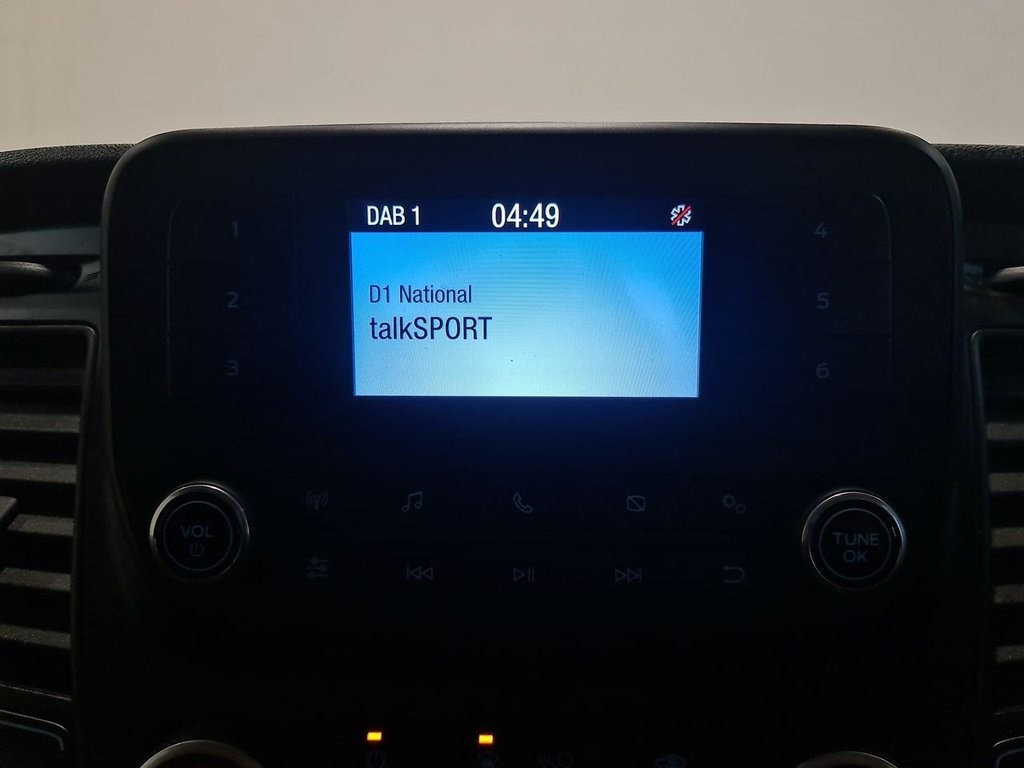 DAB 1 04:49
1 4
D1 National
2 5
talkSPORT
3 6
VOL
TUNE
OK